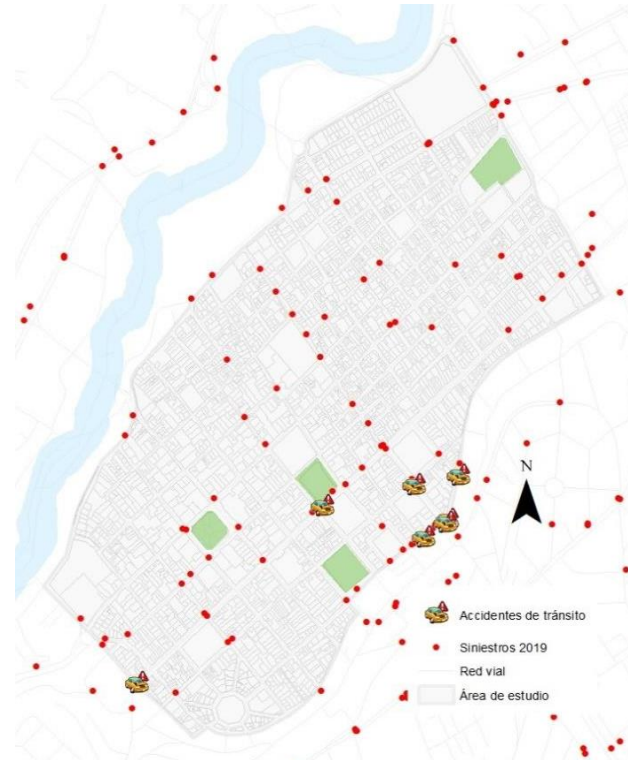 N
Accidentes de tránsito
Siniestros 2019
Red vial
Área de estudio